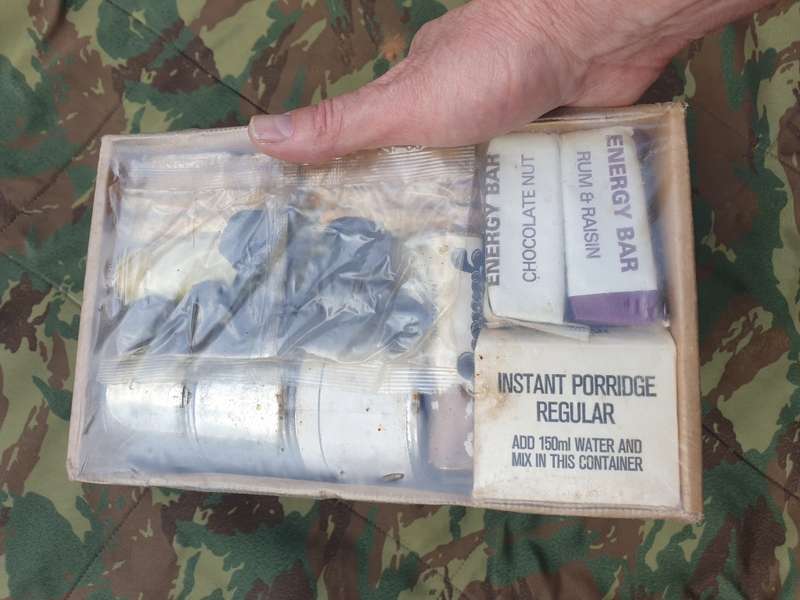 ENERGY BAR
CHOCOLATE NUT
ENERGY BAR
RUM & RAISIN
INSTANT PORRIDGE
REGULAR
ADD 150ml WATER AND
MIX IN THIS CONTAINER